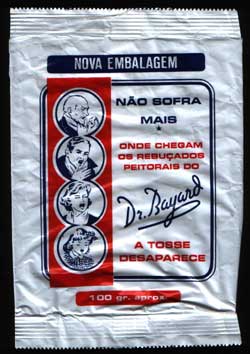 NOVA EMBALAGEM
NÃO SOFRA
MAIS
*
ONDE CHEGAM
OS REBUÇADOS
PEITORAIS DO
Dr. Bayard
A TOSSE
DESAPARECE
100 gr. aprox.